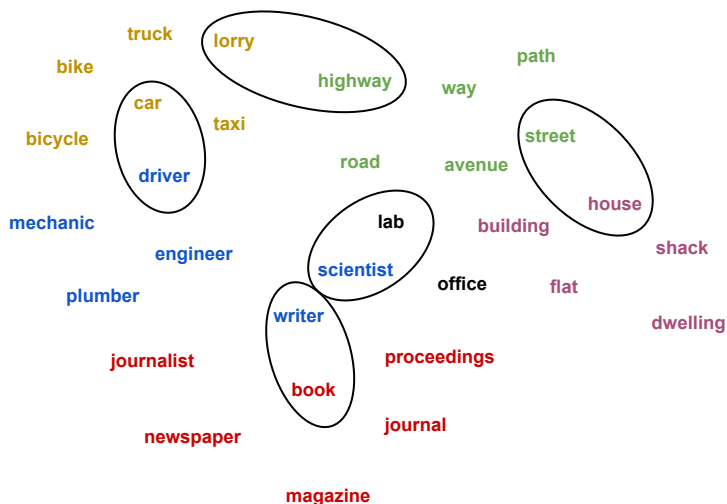 truck
lorry
path
bike
highway
way
car
taxi
bicycle
street
road
avenue
driver
house
mechanic
lab
building
engineer
shack
scientist
office
flat
plumber
writer
dwelling
journalist
proceedings
book
newspaper
journal
magazine